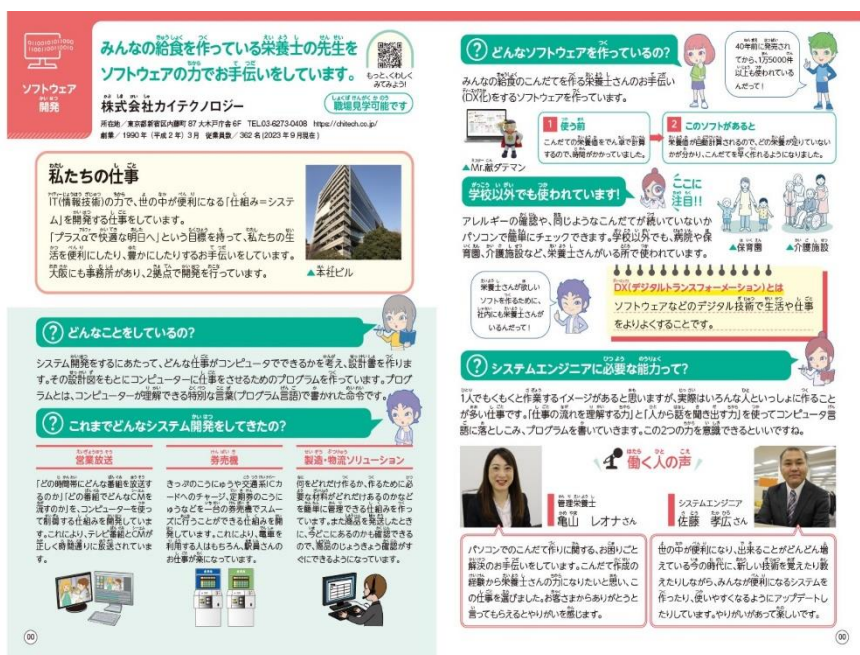 01100101011050
110011001001
ソフトウェア
開発
みんなの給食を作っている栄養士の先生を
ソフトウェアの力でお手伝いをしています。
もっと、くわしく
みてみよう!
株式会社カイテクノロジー
職場見学可能です
所在地/東京都新宿区内藤町 87 大木戸庁舎 6F TEL.03-6273-0408 https://chitech.co.jp/
創業/1990年(平成2年)3月 従業員数/362名(2023年9月現在)
私たちの仕事
IT(情報技術)の力で、世の中が便利になる「仕組み=システ
ム」を開発する仕事をしています。
「プラスαで快適な明日へ」という目標を持って、私たちの生
活を便利にしたり、豊かにしたりするお手伝いをしています。
大阪にも事務所があり、2拠点で開発を行っています。
▲本社ビル
? どんなことをしているの?
システム開発をするにあたって、どんな仕事がコンピュータでできるかを考え、設計書を作りま
す。その設計図をもとにコンピューターに仕事をさせるためのプログラムを作っています。プログ
ラムとは、コンピューターが理解できる特別な言葉(プログラム言語)で書かれた命令です。
? これまでどんなシステム開発をしてきたの?
営業放送
「どの時間帯にどんな番組を放送す
るのか」「どの番組でどんなCMを
流すのか」を、コンピューターを使っ
て制御する仕組みを開発していま
す。これにより、テレビ番組とCMが
正しく時間通りに放送されていま
す。
券売機
きっぷのこうにゅうや交通系ICカ
ードへのチャージ、定期券のこうに
ゅうなどを一台の券売機でスムー
ズに行うことができる仕組みを開
発しています。これにより、電車を
利用する人はもちろん、駅員さんの
お仕事が楽になっています。
製造・物流ソリューション
何をどれだけ作るか、作るために必
要な材料がどれだけあるのかなど
を簡単に管理できる仕組みを作っ
ています。また商品を発送したとき
に、今どこにあるのかも確認できる
ので、商品のじょうきょう確認がす
ぐにできるようになっています。
00
? どんなソフトウェアを作っているの?
40年前に発売され
てから、1万5000件
以上も使われている
んだって!
みんなの給食のこんだてを作る栄養士さんのお手伝い
(DX化)をするソフトウェアを作っています。
▲Mr.献ダテマン
1 使う前
こんだての栄養価をでん卓で計算
するので、時間がかかっていました。
2 このソフトがあると
栄養価が自動計算されるので、どの栄養が足りていない
かが分かり、こんだてを早く作れるようになりました。
学校以外でも使われています!
ここに
注目!!
アレルギーの確認や、同じようなこんだてが続いていないか
パソコンで簡単にチェックできます。学校以外でも、病院や保
育園、介護施設など、栄養士さんがいる所で使われています。
▲保育園
▲介護施設
栄養士さんが欲しい
ソフトを作るために、
社内にも栄養士さんが
いるんだって!
DX(デジタルトランスフォーメーション)とは
ソフトウェアなどのデジタル技術で生活や仕事
をよりよくすることです。
? システムエンジニアに必要な能力って?
1人でもくもくと作業するイメージがあると思いますが、実際はいろんな人といっしょに作ること
が多い仕事です。「仕事の流れを理解する力」と「人から話を聞き出す力」を使ってコンピュータ言
語に落としこみ、プログラムを書いていきます。この2つの力を意識できるといいですね。
働く人の声
管理栄養士
亀山 レオナさん
パソコンでのこんだて作りに関する、お困りごと
解決のお手伝いをしています。こんだて作成の
経験から栄養士さんの力になりたいと思い、こ
の仕事を選びました。お客さまからありがとうと
言ってもらえるとやりがいを感じます。
システムエンジニア
佐藤 孝広さん
世の中が便利になり、出来ることがどんどん増
えている今の時代に、新しい技術を覚えたり教
えたりしながら、みんなが便利になるシステムを
作ったり、使いやすくなるようにアップデートし
たりしています。やりがいがあって楽しいです。
00